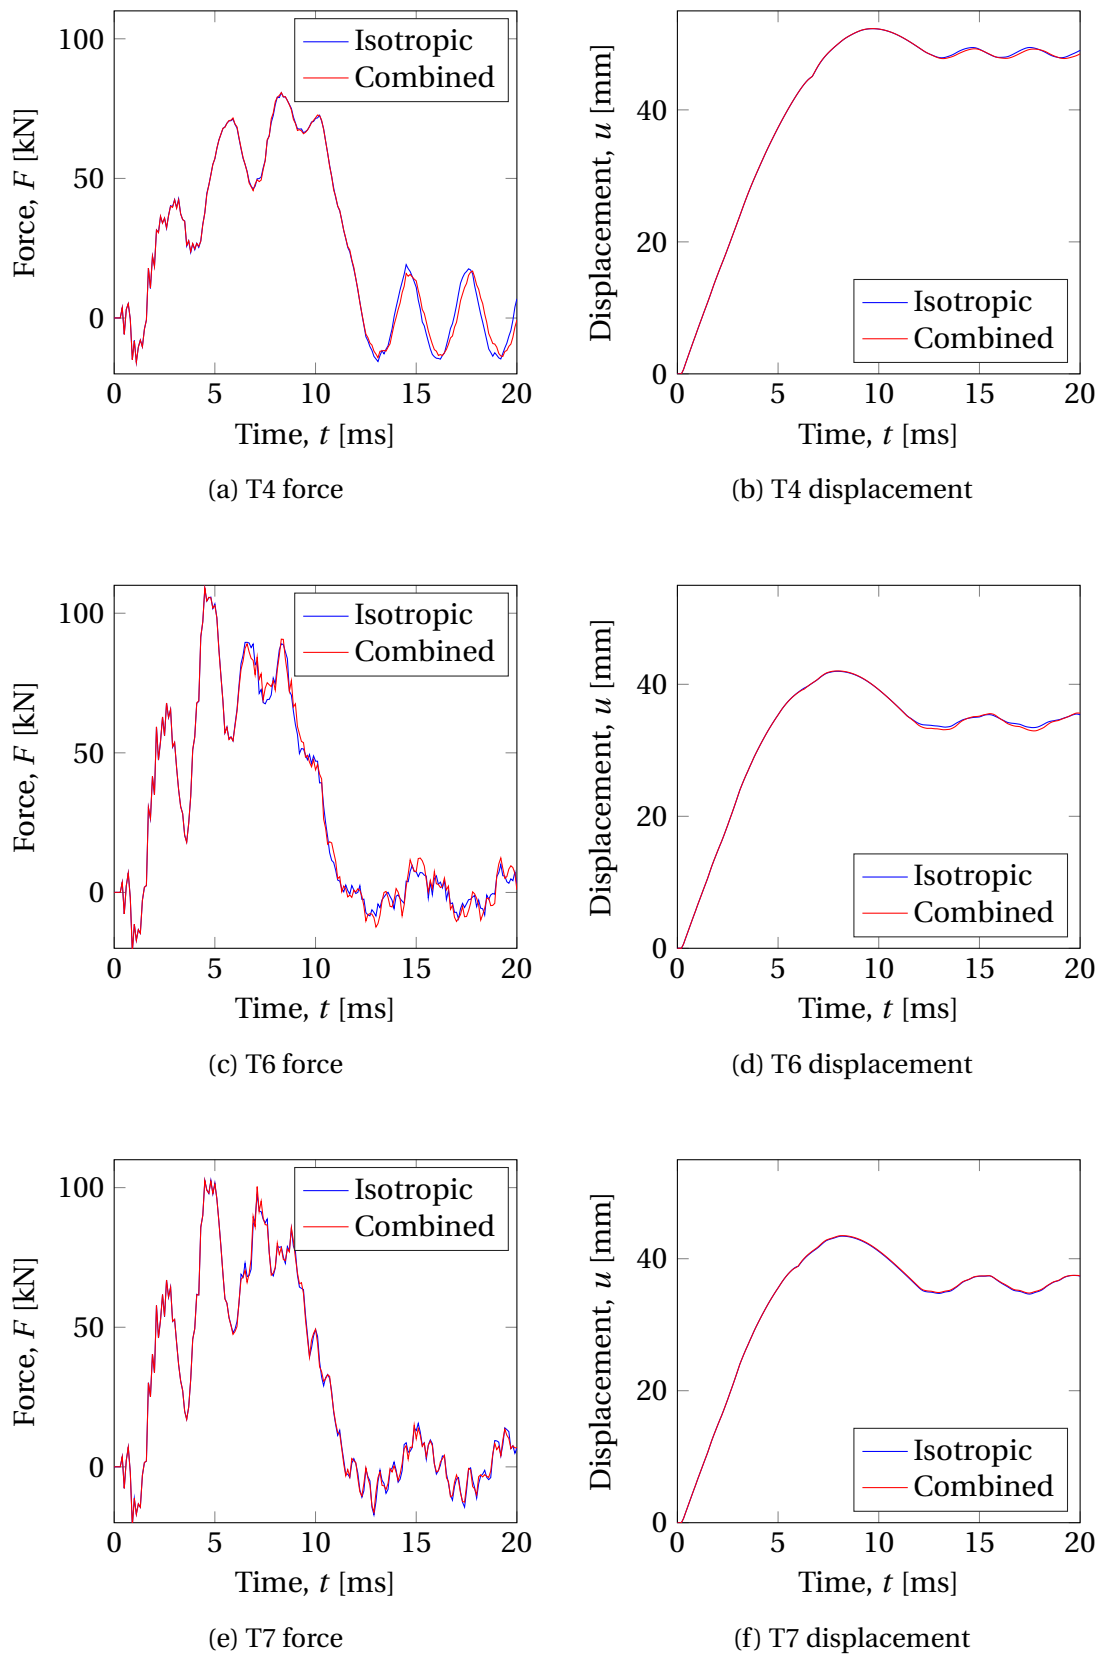 Isotropic
Combined
100
50
0
0 5 10 15 20
Force, F [kN]
Time, t [ms]
(a) T4 force
Isotropic
Combined
40
20
0
0 5 10 15 20
Displacement, u [mm]
Time, t [ms]
(b) T4 displacement
Isotropic
Combined
100
50
0
0 5 10 15 20
Force, F [kN]
Time, t [ms]
(c) T6 force
Isotropic
Combined
40
20
0
0 5 10 15 20
Displacement, u [mm]
Time, t [ms]
(d) T6 displacement
Isotropic
Combined
100
50
0
0 5 10 15 20
Force, F [kN]
Time, t [ms]
(e) T7 force
Isotropic
Combined
40
20
0
0 5 10 15 20
Displacement, u [mm]
Time, t [ms]
(f) T7 displacement